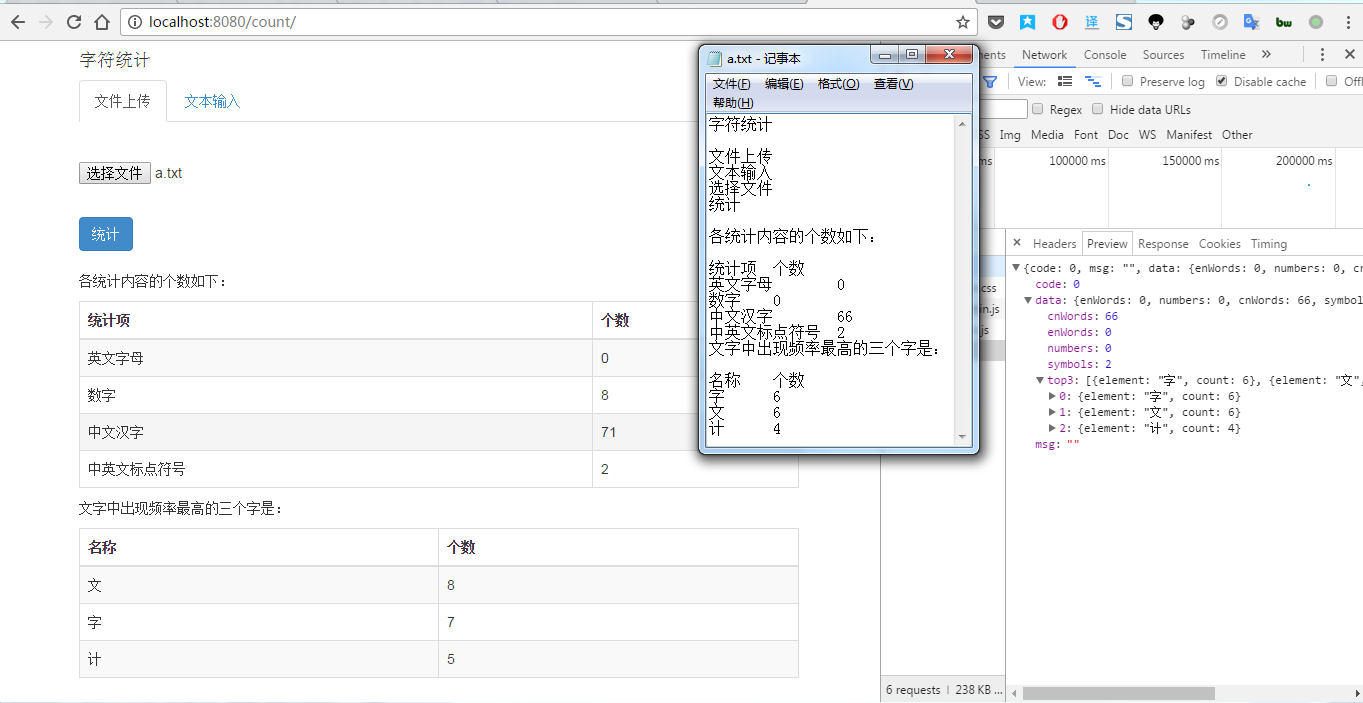 localhost:8080/count/
字符统计
文件上传 文本输入
选择文件 a.txt
统计
各统计内容的个数如下：
统计项 个数
英文字母 0
数字 8
中文汉字 71
中英文标点符号 2
文字中出现频率最高的三个字是：
名称 个数
文 8
字 7
计 5
a.txt - 记事本
文件(F) 编辑(E) 格式(O) 查看(V)
帮助(H)
字符统计
文件上传
文本输入
选择文件
统计
各统计内容的个数如下：
统计项 个数
英文字母 0
数字 0
中文汉字 66
中英文标点符号 2
文字中出现频率最高的三个字是：
名称 个数
字 6
文 6
计 4
ents Network Console Sources Timeline »
View: Preserve log Disable cache Offl
Regex Hide data URLs
SS Img Media Font Doc WS Manifest Other
ms 100000 ms 150000 ms 200000 ms
× Headers Preview Response Cookies Timing
css
in.js
js
{code: 0, msg: "", data: {enWords: 0, numbers: 0, cn
code: 0
data: {enWords: 0, numbers: 0, cnWords: 66, symbol
cnWords: 66
enWords: 0
numbers: 0
symbols: 2
top3: [{element: "字", count: 6}, {element: "文",
0: {element: "字", count: 6}
1: {element: "文", count: 6}
2: {element: "计", count: 4}
msg: ""
6 requests | 238 KB ...
译
S
bw